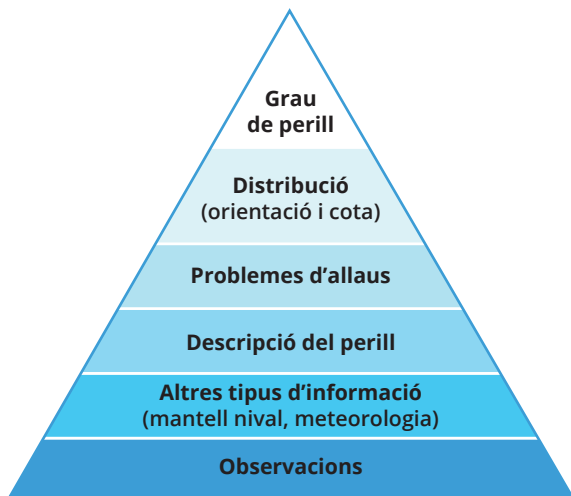 Grau
de perill
Distribució
(orientació i cota)
Problemes d'allaus
Descripció del perill
Altres tipus d'informació
(mantell nival, meteorologia)
Observacions